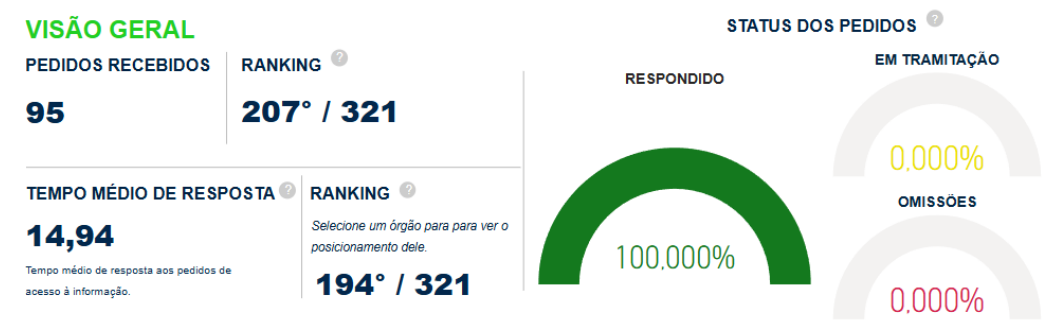 VISÃO GERAL
PEDIDOS RECEBIDOS
95
RANKING ?
207° / 321
TEMPO MÉDIO DE RESPOSTA ?
14,94
Tempo médio de resposta aos pedidos de
acesso à informação.
RANKING ?
Selecione um órgão para para ver o
posicionamento dele.
194° / 321
STATUS DOS PEDIDOS ?
RESPONDIDO
100,000%
EM TRAMITAÇÃO
0,000%
OMISSÕES
0,000%